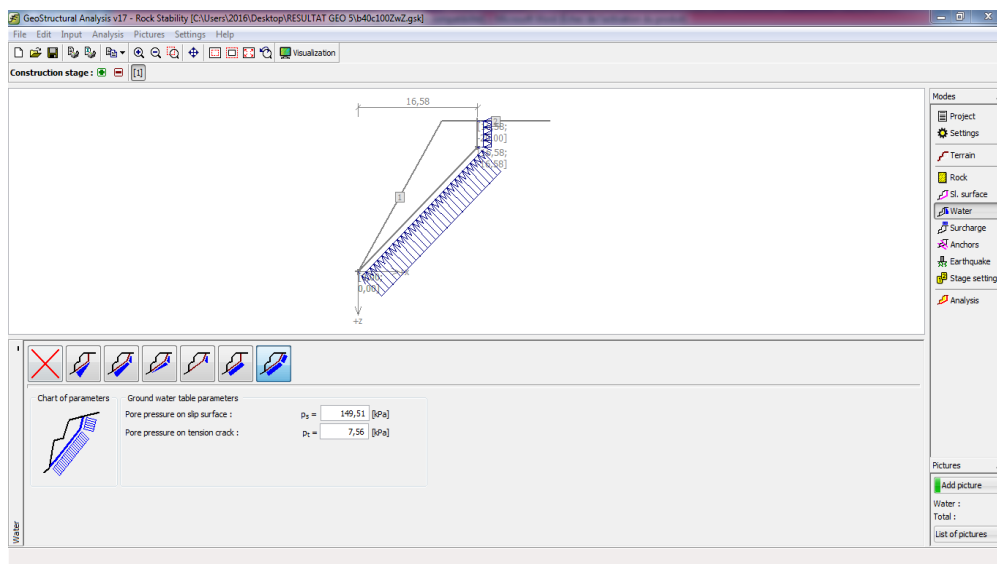 GeoStructural Analysis v17 - Rock Stability [C:\Users\2016\Desktop\RESULTAT GEO 5\b40c100ZwZ.gsk]
File Edit Input Analysis Pictures Settings Help
Visualization
Construction stage : [1]
16,58
2
1
0,00]
+z
Modes
Project
Settings
Terrain
Rock
Sl. surface
Water
Surcharge
Anchors
Earthquake
Stage setting
Analysis
Chart of parameters
Ground water table parameters
Pore pressure on slip surface : ps = 149,51 [kPa]
Pore pressure on tension crack : pt = 7,56 [kPa]
Water
Pictures
Add picture
Water :
Total :
List of pictures